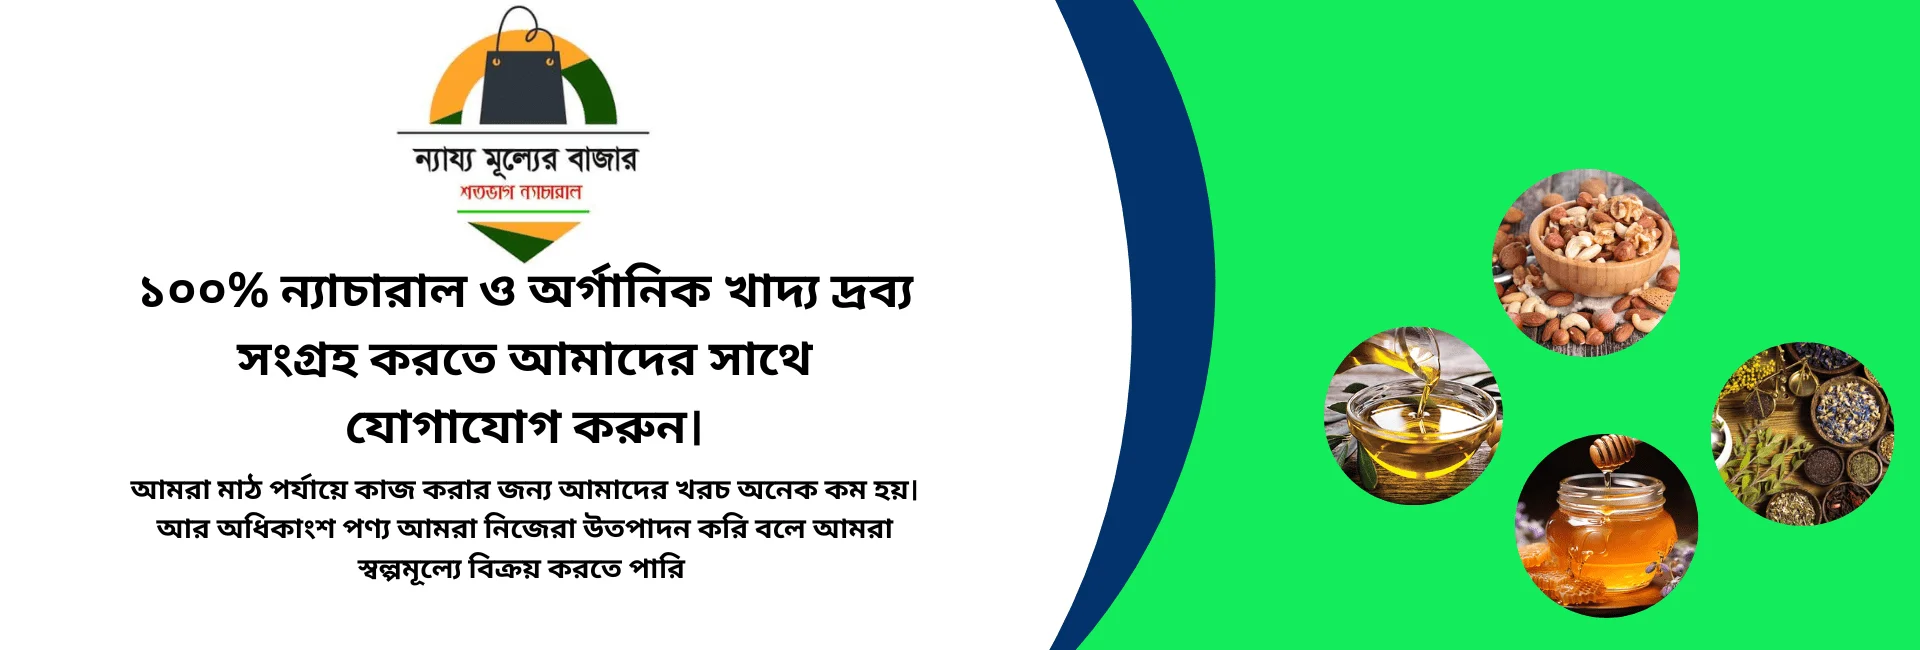 ন্যায্য মূল্যের বাজার
শতভাগ ন্যাচারাল
১০০% ন্যাচারাল ও অর্গানিক খাদ্য দ্রব্য
সংগ্রহ করতে আমাদের সাথে
যোগাযোগ করুন।
আমরা মাঠ পর্যায়ে কাজ করার জন্য আমাদের খরচ অনেক কম হয়।
আর অধিকাংশ পণ্য আমরা নিজেরা উতপাদন করি বলে আমরা
স্বল্পমূল্যে বিক্রয় করতে পারি